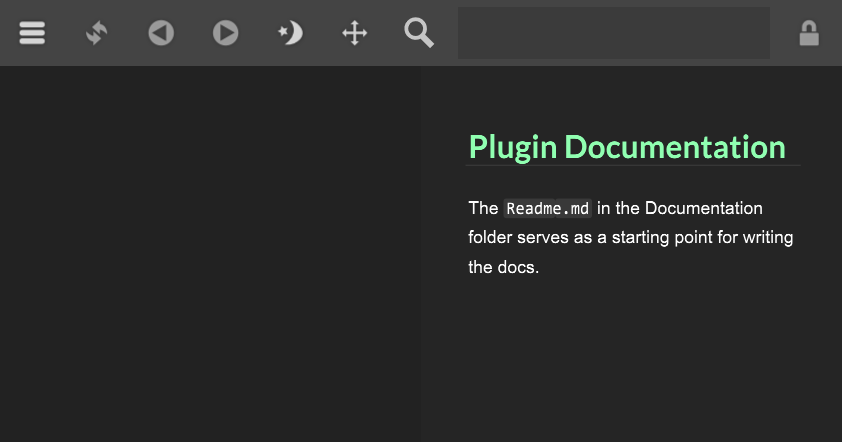 Plugin Documentation
The Readme.md in the Documentation
folder serves as a starting point for writing
the docs.